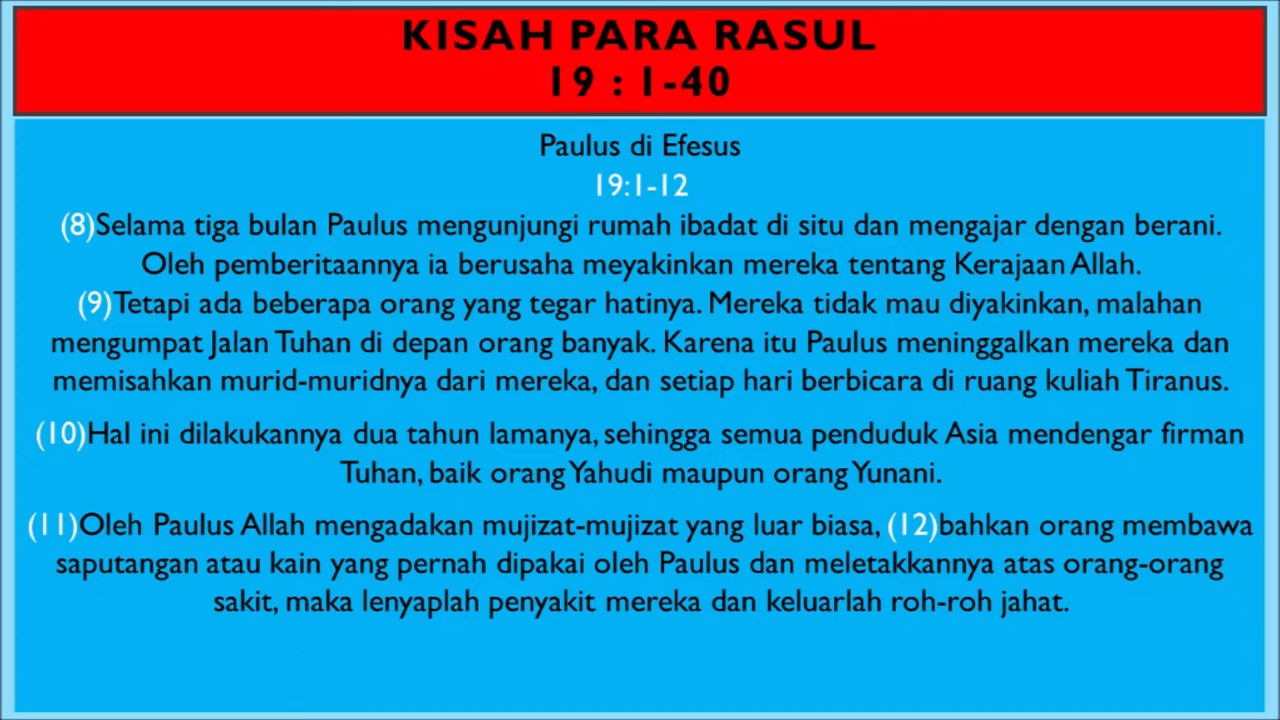 KISAH PARA RASUL
19 : 1-40
Paulus di Efesus
19:1-12
(8)Selama tiga bulan Paulus mengunjungi rumah ibadat di situ dan mengajar dengan berani.
Oleh pemberitaannya ia berusaha meyakinkan mereka tentang Kerajaan Allah.
(9)Tetapi ada beberapa orang yang tegar hatinya. Mereka tidak mau diyakinkan, malahan
mengumpat Jalan Tuhan di depan orang banyak. Karena itu Paulus meninggalkan mereka dan
memisahkan murid-muridnya dari mereka, dan setiap hari berbicara di ruang kuliah Tiranus.
(10)Hal ini dilakukannya dua tahun lamanya, sehingga semua penduduk Asia mendengar firman
Tuhan, baik orang Yahudi maupun orang Yunani.
(11)Oleh Paulus Allah mengadakan mujizat-mujizat yang luar biasa, (12)bahkan orang membawa
saputangan atau kain yang pernah dipakai oleh Paulus dan meletakkannya atas orang-orang
sakit, maka lenyaplah penyakit mereka dan keluarlah roh-roh jahat.